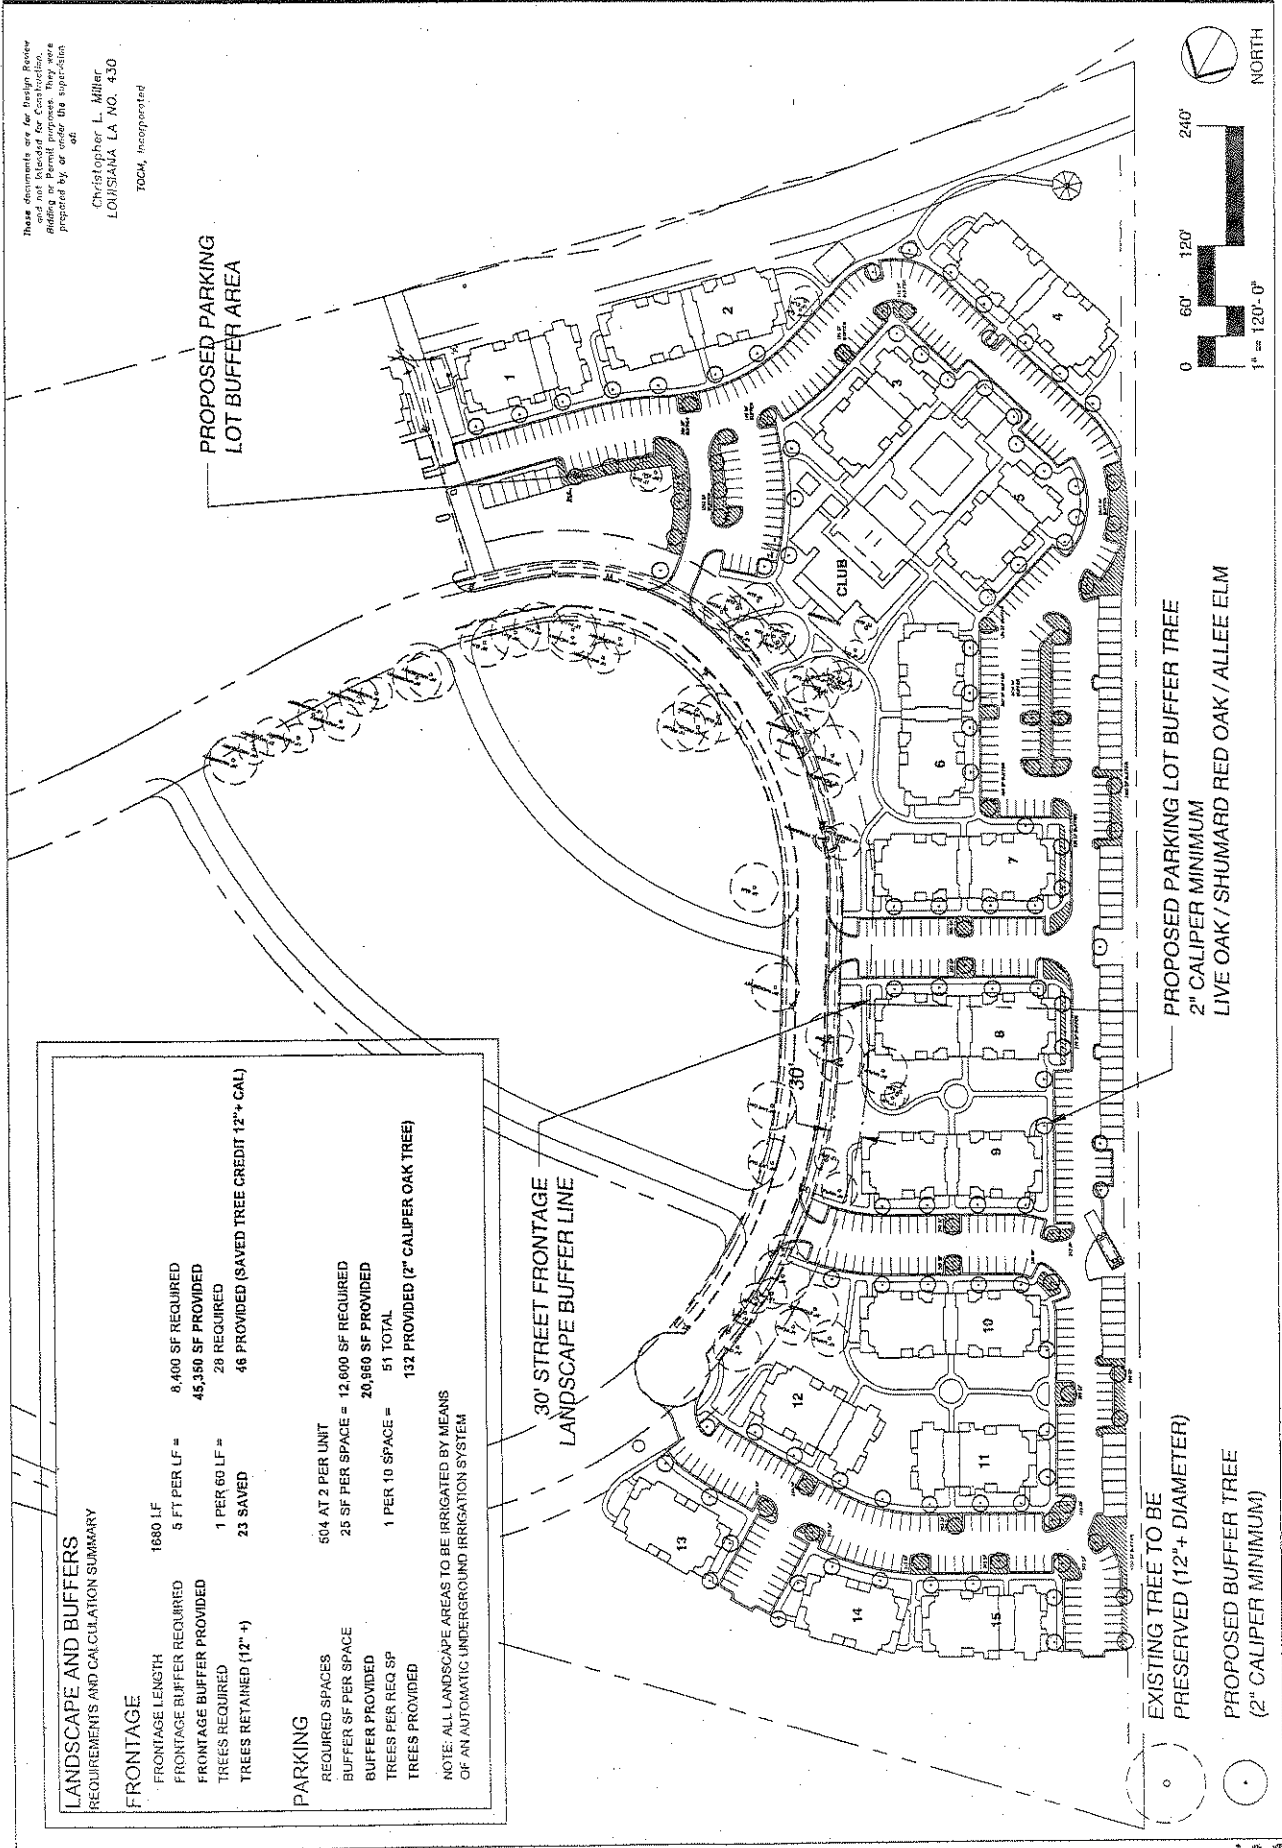 These documents are for Design Review
and not intended for Construction,
Bidding or Permit purposes. They were
prepared by, or under the supervision
of:
Christopher L. Miller
LOUISIANA LA NO. 430
TOCM, Incorporated
LANDSCAPE AND BUFFERS
REQUIREMENTS AND CALCULATION SUMMARY
FRONTAGE
FRONTAGE LENGTH 1680 LF
FRONTAGE BUFFER REQUIRED 5 FT PER LF = 8,400 SF REQUIRED
FRONTAGE BUFFER PROVIDED 45,350 SF PROVIDED
TREES REQUIRED 1 PER 60 LF = 28 REQUIRED
TREES RETAINED (12" +) 23 SAVED 46 PROVIDED (SAVED TREE CREDIT 12"+ CAL)
PARKING
REQUIRED SPACES 504 AT 2 PER UNIT
BUFFER SF PER SPACE 25 SF PER SPACE = 12,600 SF REQUIRED
BUFFER PROVIDED 20,960 SF PROVIDED
TREES PER REQ SP 1 PER 10 SPACE = 51 TOTAL
TREES PROVIDED 132 PROVIDED (2" CALIPER OAK TREE)
NOTE: ALL LANDSCAPE AREAS TO BE IRRIGATED BY MEANS
OF AN AUTOMATIC UNDERGROUND IRRIGATION SYSTEM
PROPOSED PARKING
LOT BUFFER AREA
30' STREET FRONTAGE
LANDSCAPE BUFFER LINE
30'
1
2
3
4
5
CLUB
6
7
8
9
10
11
12
13
14
15
PROPOSED PARKING LOT BUFFER TREE
2" CALIPER MINIMUM
LIVE OAK / SHUMARD RED OAK / ALLEE ELM
EXISTING TREE TO BE
PRESERVED (12"+ DIAMETER)
PROPOSED BUFFER TREE
(2" CALIPER MINIMUM)
0 60' 120' 240'
1" = 120'-0"
NORTH